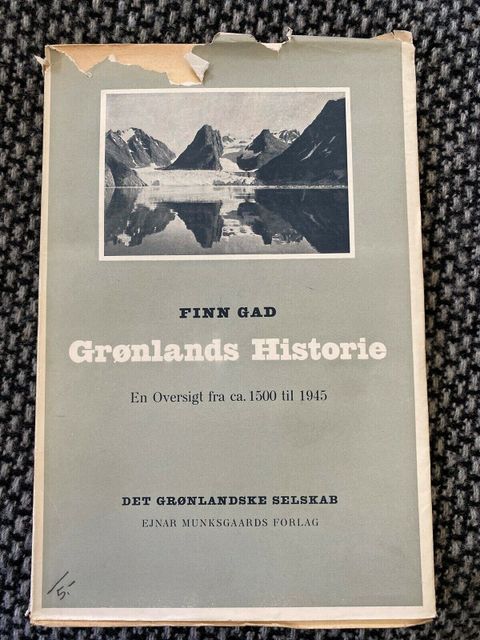 FINN GAD
Grønlands Historie
En Oversigt fra ca. 1500 til 1945
DET GRØNLANDSKE SELSKAB
EJNAR MUNKSGAARDS FORLAG